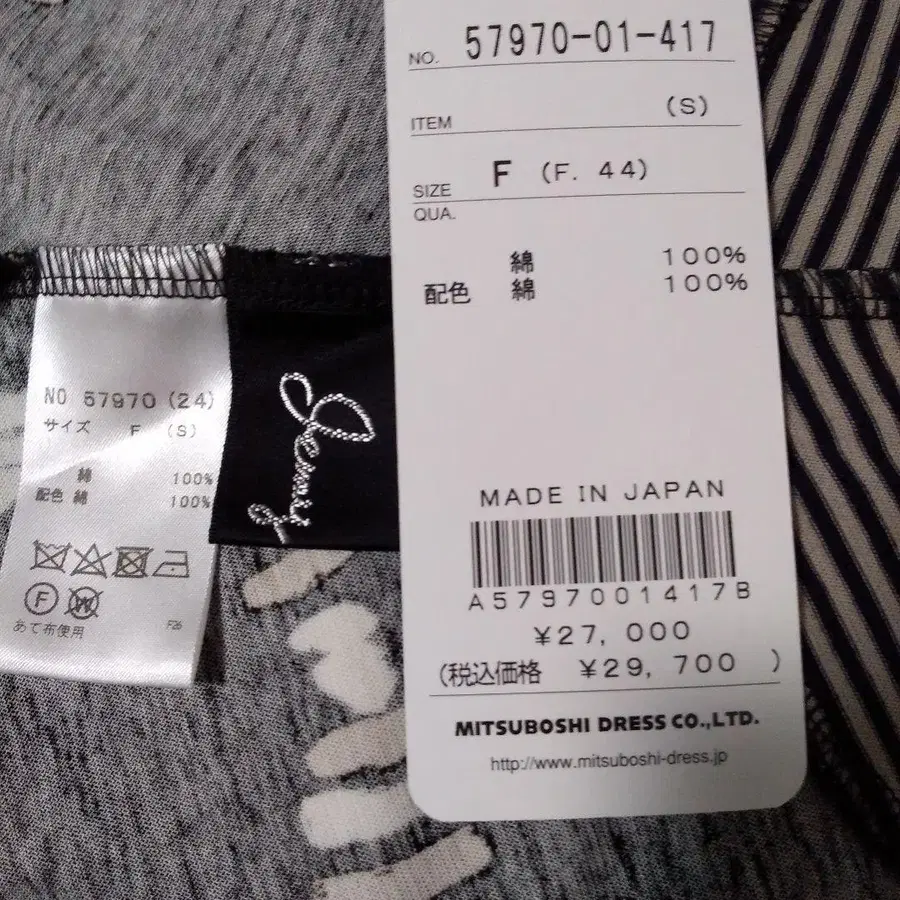 NO. 57970-01-417
ITEM (S)
SIZE F (F. 44)
QUA.
綿 100%
配色 綿 100%
MADE IN JAPAN
A5797001417B
¥27, 000
(税込価格 ¥29, 700 )
MITSUBOSHI DRESS CO.,LTD.
http://www.mitsuboshi-dress.jp
NO 57970 (24)
サイズ F (S)
綿 100%
配色 綿 100%
F W
あて布使用 F26